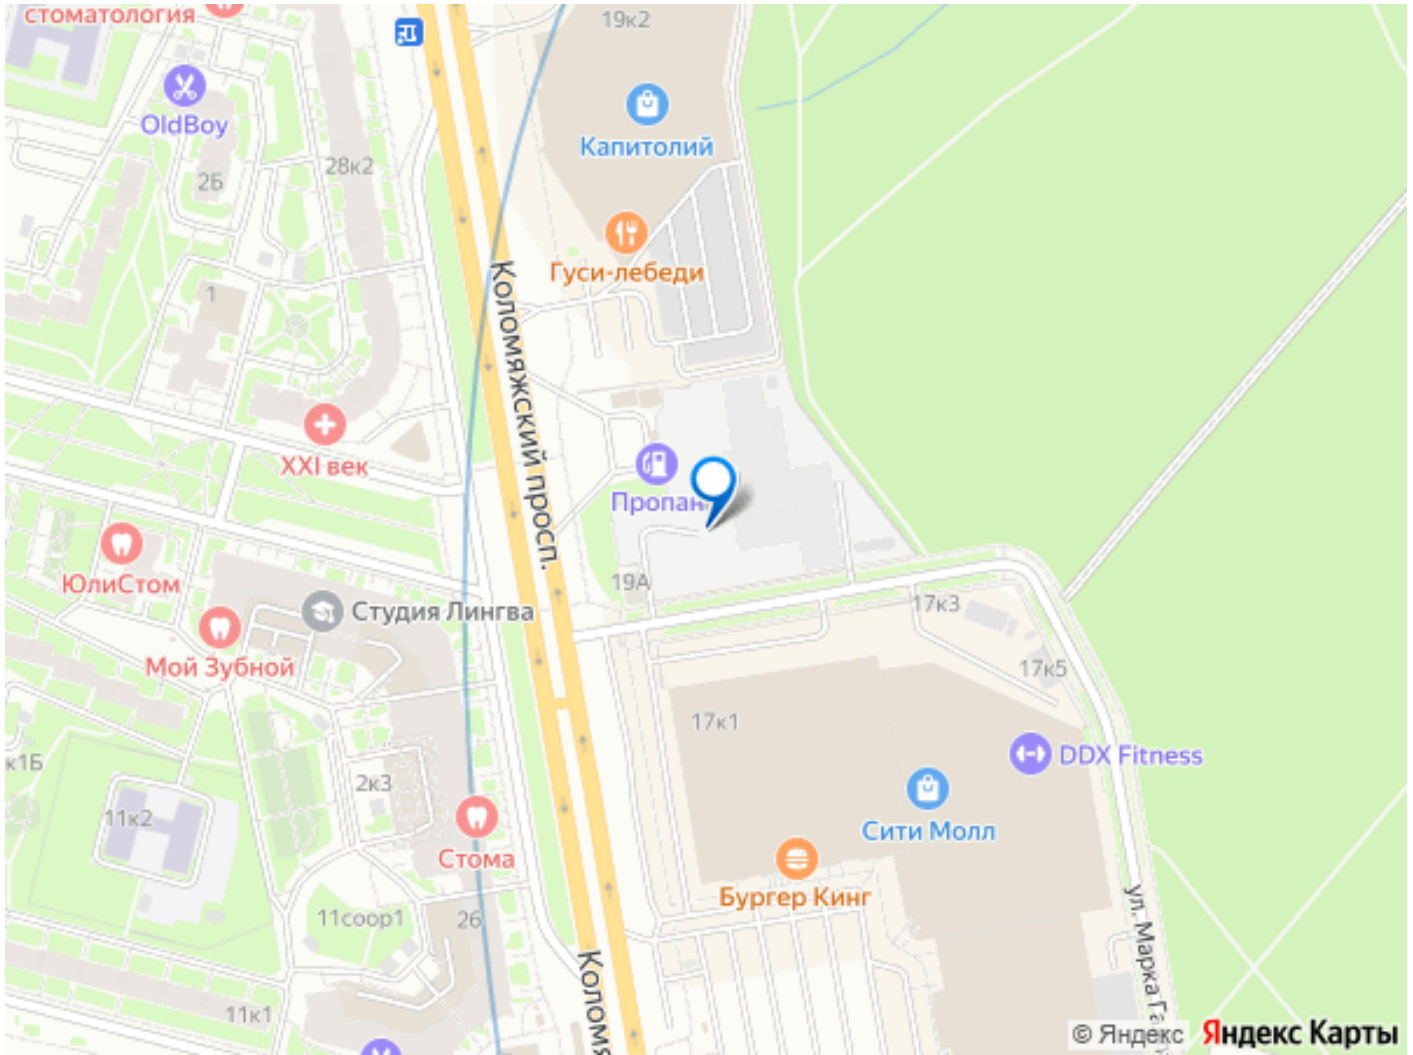 стоматология
19к2
OldBoy
Капитолий
28к2
2Б
Гуси-лебеди
1
Коломяжский просп.
XXI век
Пропан
ЮлиСтом
19А
17к3
Студия Лингва
Мой Зубной
17к5
17к1
DDX Fitness
к1Б
2к3
11к2
Сити Молл
Стома
Бургер Кинг
11соор1
26
ул. Марка Га
Коломя
11к1
© Яндекс Яндекс Карты